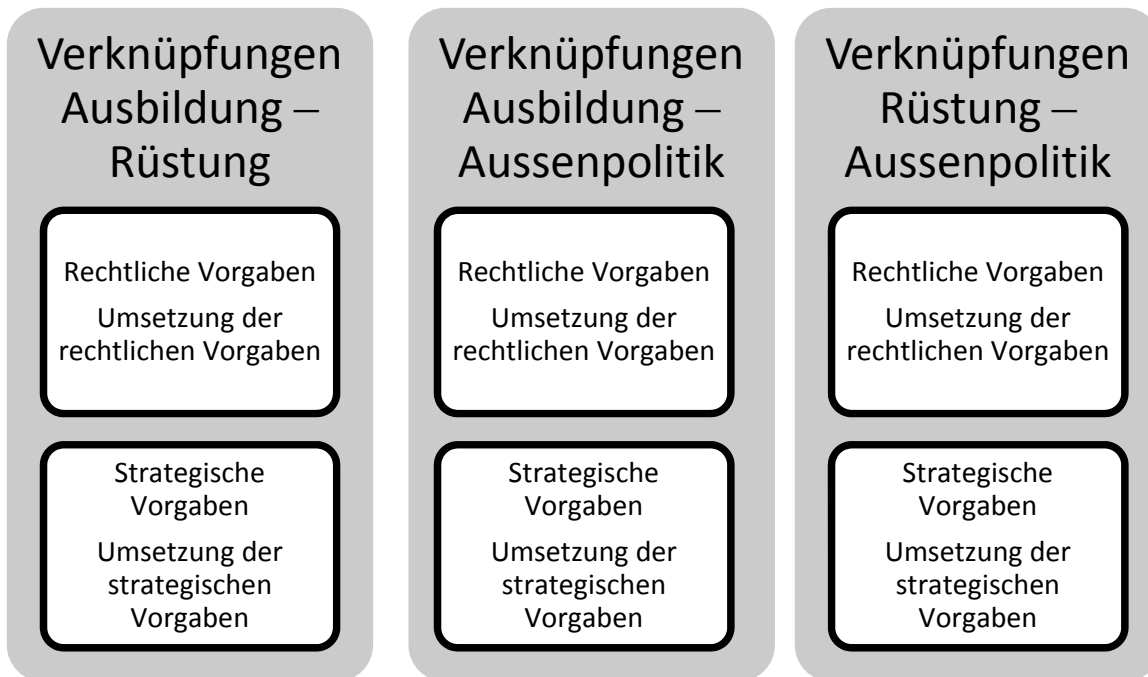 Verknüpfungen
Ausbildung –
Rüstung
Rechtliche Vorgaben
Umsetzung der
rechtlichen Vorgaben
Strategische
Vorgaben
Umsetzung der
strategischen
Vorgaben
Verknüpfungen
Ausbildung –
Aussenpolitik
Rechtliche Vorgaben
Umsetzung der
rechtlichen Vorgaben
Strategische
Vorgaben
Umsetzung der
strategischen
Vorgaben
Verknüpfungen
Rüstung –
Aussenpolitik
Rechtliche Vorgaben
Umsetzung der
rechtlichen Vorgaben
Strategische
Vorgaben
Umsetzung der
strategischen
Vorgaben